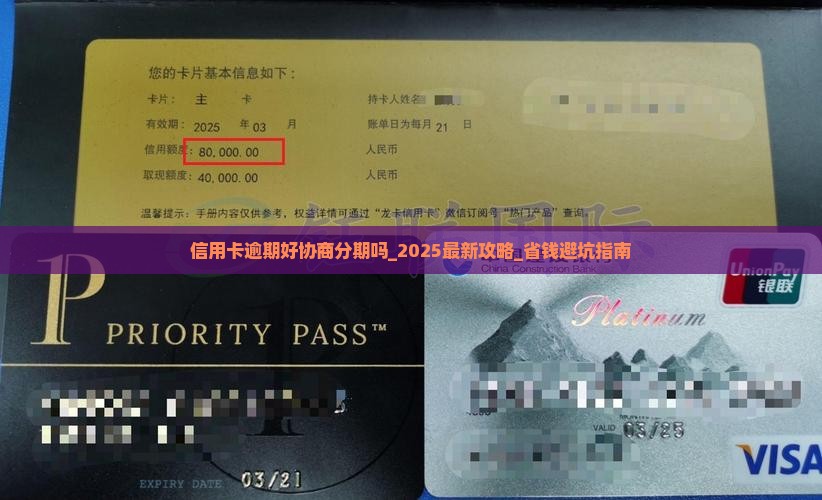 您的卡片基本信息如下：
卡片： 主 卡 持卡人姓名
有效期： 2025 年 03 月 账单日为每月 21 日
信用额度: 80,000.00 人民币
取现额度: 40,000.00 人民币
温馨提示：手册内容仅供参考，权益详情可通过“龙卡信用卡”微信订阅号“热门产品”查询。
信用卡逾期好协商分期吗_2025最新攻略_省钱避坑指南
China Construction Bank
UnionPay
银联
P PRIORITY PASS™
Platinum
VALID 03/25
VISA
EXPIRY DATE 03/21